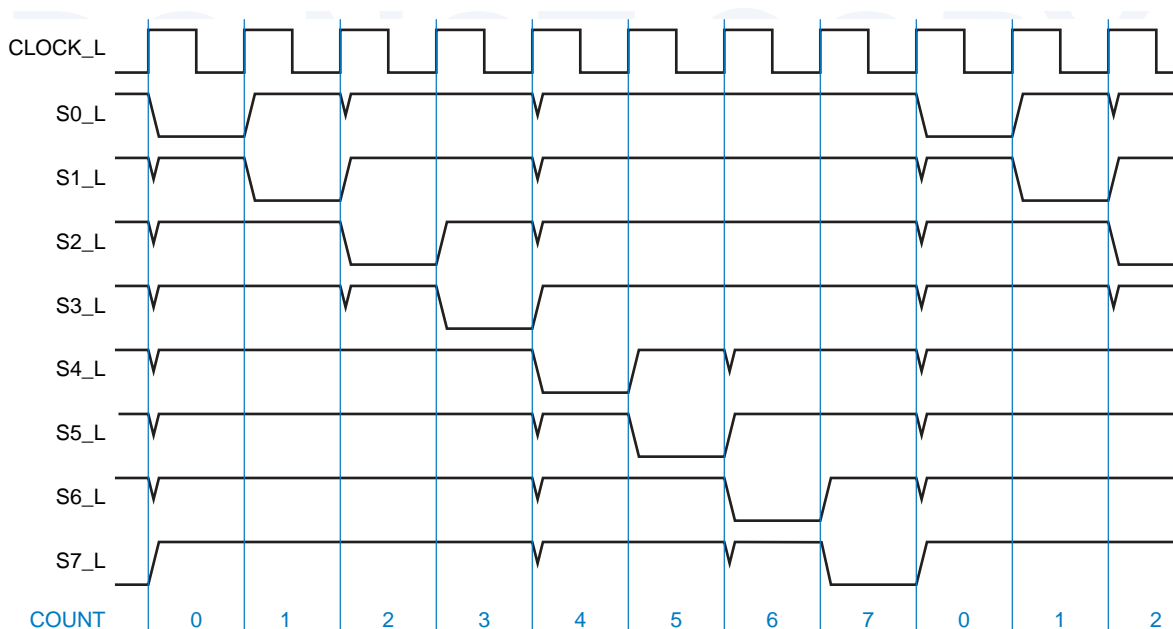 CLOCK_L
S0_L
S1_L
S2_L
S3_L
S4_L
S5_L
S6_L
S7_L
COUNT 0 1 2 3 4 5 6 7 0 1 2